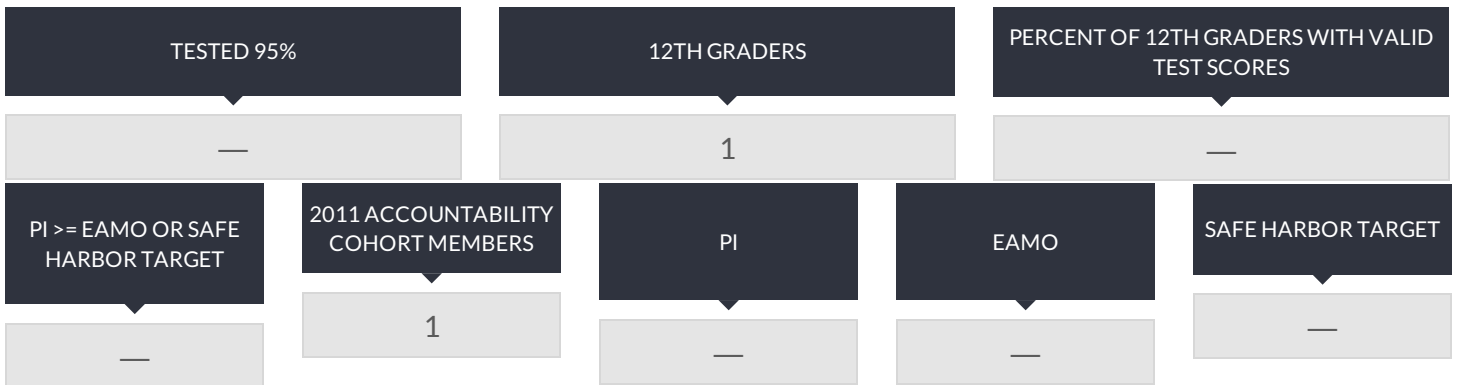 TESTED 95%
12TH GRADERS
PERCENT OF 12TH GRADERS WITH VALID
TEST SCORES
—
1
—
PI >= EAMO OR SAFE
HARBOR TARGET
2011 ACCOUNTABILITY
COHORT MEMBERS
PI
EAMO
SAFE HARBOR TARGET
—
1
—
—
—